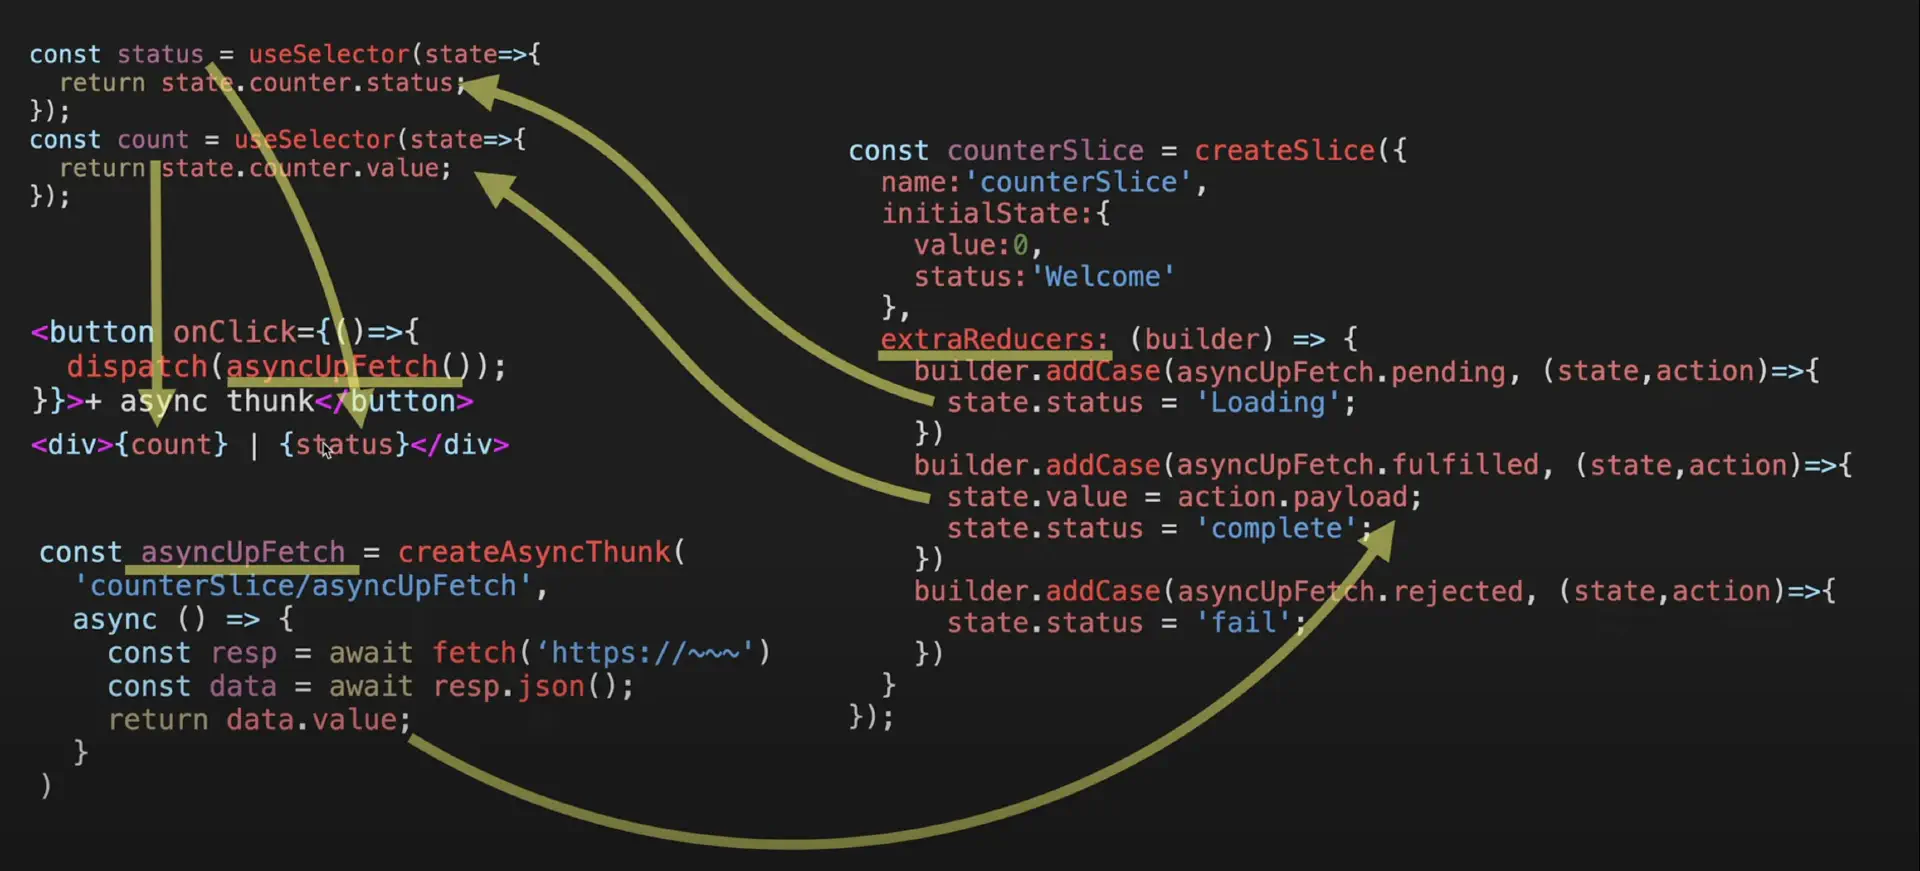 const status = useSelector(state=>{
  return state.counter.status;
});
const count = useSelector(state=>{
  return state.counter.value;
});
<button onClick={()=>{
  dispatch(asyncUpFetch());
}}>+ async thunk</button>
<div>{count} | {status}</div>
const asyncUpFetch = createAsyncThunk(
  'counterSlice/asyncUpFetch',
  async () => {
    const resp = await fetch(‘https://~~~')
    const data = await resp.json();
    return data.value;
  }
)
const counterSlice = createSlice({
  name:'counterSlice',
  initialState:{
    value:0,
    status:'Welcome'
  },
  extraReducers: (builder) => {
    builder.addCase(asyncUpFetch.pending, (state,action)=>{
      state.status = 'Loading';
    })
    builder.addCase(asyncUpFetch.fulfilled, (state,action)=>{
      state.value = action.payload;
      state.status = 'complete';
    })
    builder.addCase(asyncUpFetch.rejected, (state,action)=>{
      state.status = 'fail';
    })
  }
});